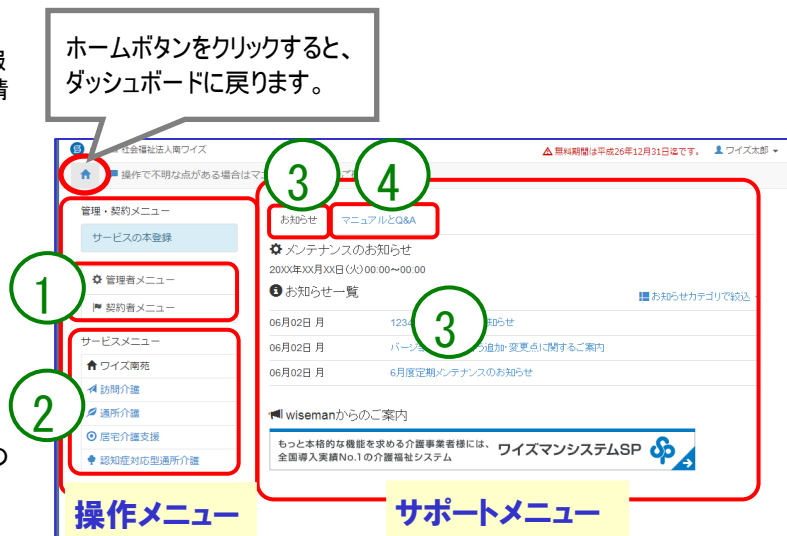 報
情
ホームボタンをクリックすると、
ダッシュボードに戻ります。
社会福祉法人南ワイズ
無料期間は平成26年12月31日迄です。
ワイズ太郎
操作で不明な点がある場合はマ
③
④
管理・契約メニュー
お知らせ
マニュアルとQ&A
サービスの本登録
メンテナンスのお知らせ
20XX年XX月XX日(火)00:00～00:00
①
管理者メニュー
お知らせ一覧
お知らせカテゴリで絞込
契約者メニュー
06月02日 月
1234
らせ
③
サービスメニュー
06月02日 月
バージョ
追加・変更点に関するご案内
ワイズ南苑
06月02日 月
6月度定期メンテナンスのお知らせ
②
訪問介護
通所介護
wisemanからのご案内
居宅介護支援
もっと本格的な機能を求める介護事業者様には、
全国導入実績No.1の介護福祉システム
ワイズマンシステムSP
認知症対応型通所介護
の
操作メニュー
サポートメニュー